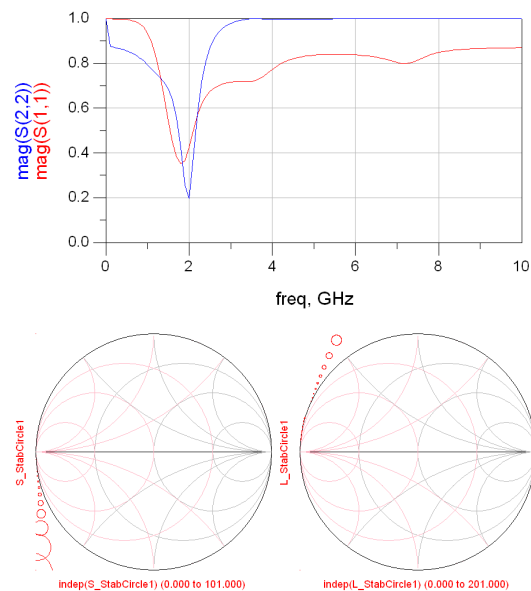 mag(S(2,2))
mag(S(1,1))
1.0
0.8
0.6
0.4
0.2
0.0
0 2 4 6 8 10
freq, GHz
S_StabCircle1
L_StabCircle1
indep(S_StabCircle1) (0.000 to 101.000)
indep(L_StabCircle1) (0.000 to 201.000)